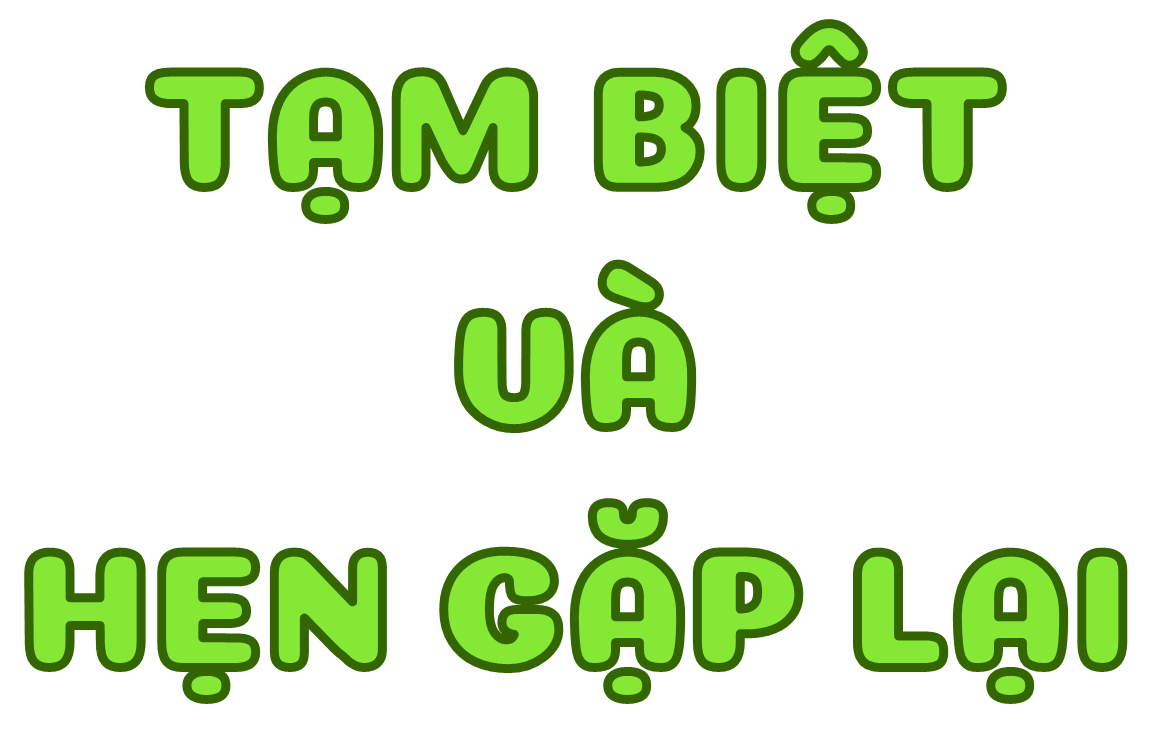 TẠM BIỆT
UÀ
HẸN GẶP LẠI